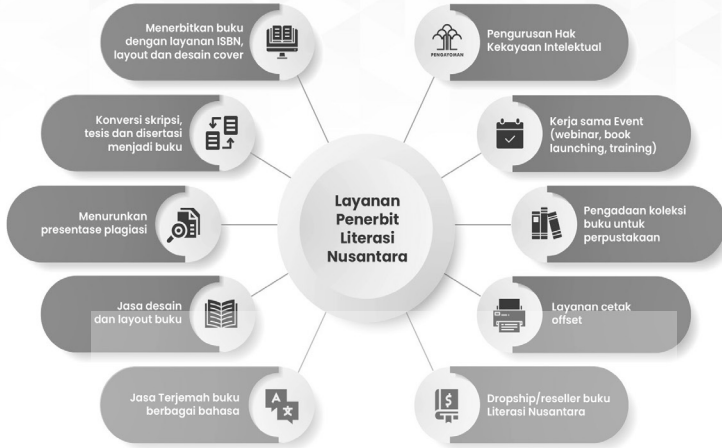 Menerbitkan buku
dengan layanan ISBN,
layout dan desain cover
Konversi skripsi,
tesis dan disertasi
menjadi buku
Menurunkan
presentase plagiasi
Jasa desain
dan layout buku
Jasa Terjemah buku
berbagai bahasa
Layanan
Penerbit
Literasi
Nusantara
PENGAYOMAN
Pengurusan Hak
Kekayaan Intelektual
Kerja sama Event
(webinar, book
launching, training)
Pengadaan koleksi
buku untuk
perpustakaan
Layanan cetak
offset
Dropship/reseller buku
Literasi Nusantara
A
文
$